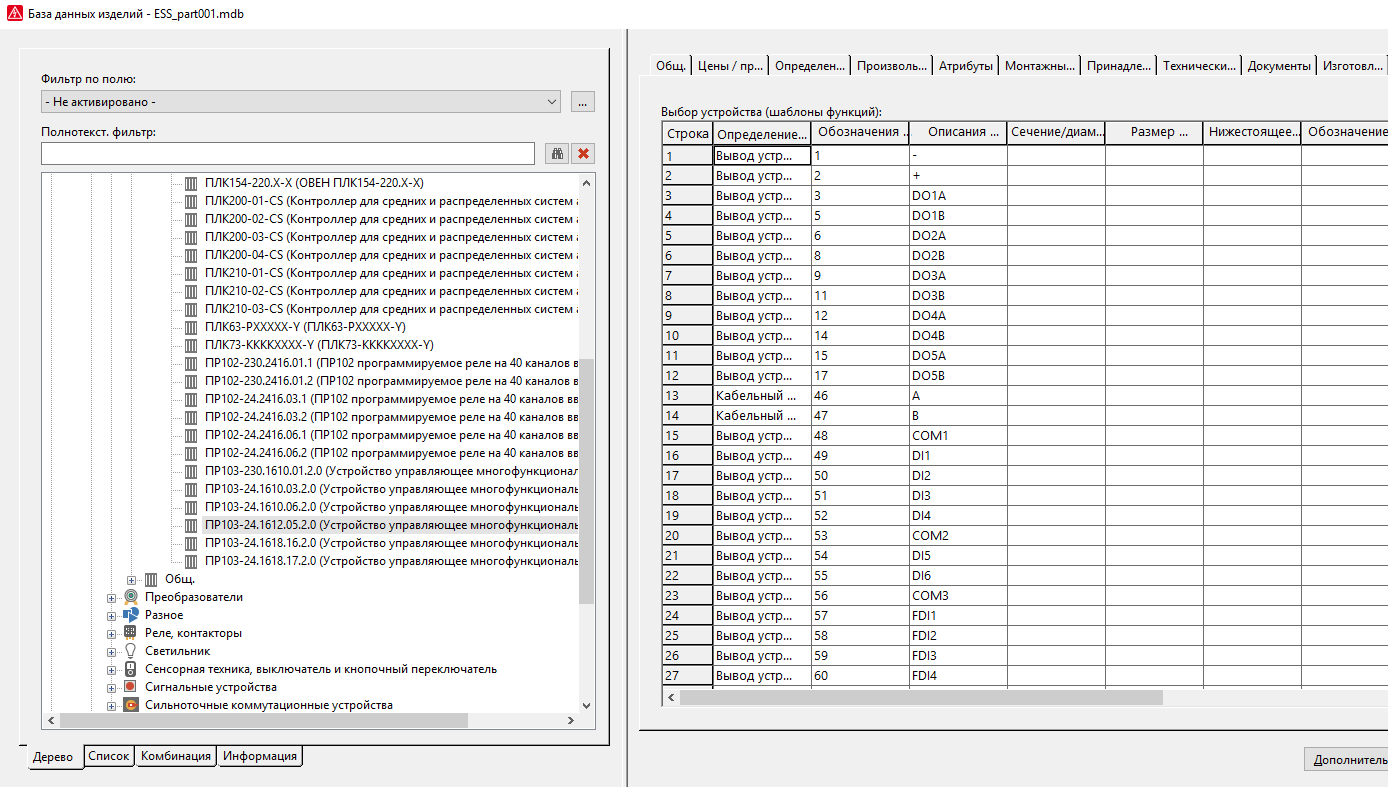 База данных изделий - ESS_part001.mdb
Фильтр по полю:
- Не активировано -
...
Полнотекст. фильтр:
ПЛК154-220.Х-Х (ОВЕН ПЛК154-220.Х-Х)
ПЛК200-01-CS (Контроллер для средних и распределенных систем а
ПЛК200-02-CS (Контроллер для средних и распределенных систем а
ПЛК200-03-CS (Контроллер для средних и распределенных систем а
ПЛК200-04-CS (Контроллер для средних и распределенных систем а
ПЛК210-01-CS (Контроллер для средних и распределенных систем а
ПЛК210-02-CS (Контроллер для средних и распределенных систем а
ПЛК210-03-CS (Контроллер для средних и распределенных систем а
ПЛК63-РХХХХХ-Y (ПЛК63-РХХХХХ-Y)
ПЛК73-ККККХХХХ-Y (ПЛК73-ККККХХХХ-Y)
ПР102-230.2416.01.1 (ПР102 программируемое реле на 40 каналов в
ПР102-230.2416.01.2 (ПР102 программируемое реле на 40 каналов в
ПР102-24.2416.03.1 (ПР102 программируемое реле на 40 каналов вв
ПР102-24.2416.03.2 (ПР102 программируемое реле на 40 каналов вв
ПР102-24.2416.06.1 (ПР102 программируемое реле на 40 каналов вв
ПР102-24.2416.06.2 (ПР102 программируемое реле на 40 каналов вв
ПР103-230.1610.01.2.0 (Устройство управляющее многофункционал
ПР103-24.1610.03.2.0 (Устройство управляющее многофункциональ
ПР103-24.1610.06.2.0 (Устройство управляющее многофункциональ
ПР103-24.1612.05.2.0 (Устройство управляющее многофункциональ
ПР103-24.1618.16.2.0 (Устройство управляющее многофункциональ
ПР103-24.1618.17.2.0 (Устройство управляющее многофункциональ
Общ.
Преобразователи
Разное
Реле, контакторы
Светильник
Сенсорная техника, выключатель и кнопочный переключатель
Сигнальные устройства
Сильноточные коммутационные устройства
Дерево Список Комбинация Информация
Общ. Цены / пр... Определен... Произволь... Атрибуты Монтажны... Принадле... Технически... Документы Изготовл...
Выбор устройства (шаблоны функций):
Строка Определение... Обозначения ... Описания ... Сечение/диам... Размер ... Нижестоящее... Обозначение
1 Вывод устр... 1 -
2 Вывод устр... 2 +
3 Вывод устр... 3 DO1A
4 Вывод устр... 5 DO1B
5 Вывод устр... 6 DO2A
6 Вывод устр... 8 DO2B
7 Вывод устр... 9 DO3A
8 Вывод устр... 11 DO3B
9 Вывод устр... 12 DO4A
10 Вывод устр... 14 DO4B
11 Вывод устр... 15 DO5A
12 Вывод устр... 17 DO5B
13 Кабельный ... 46 A
14 Кабельный ... 47 B
15 Вывод устр... 48 COM1
16 Вывод устр... 49 DI1
17 Вывод устр... 50 DI2
18 Вывод устр... 51 DI3
19 Вывод устр... 52 DI4
20 Вывод устр... 53 COM2
21 Вывод устр... 54 DI5
22 Вывод устр... 55 DI6
23 Вывод устр... 56 COM3
24 Вывод устр... 57 FDI1
25 Вывод устр... 58 FDI2
26 Вывод устр... 59 FDI3
27 Вывод устр... 60 FDI4
Дополнитель